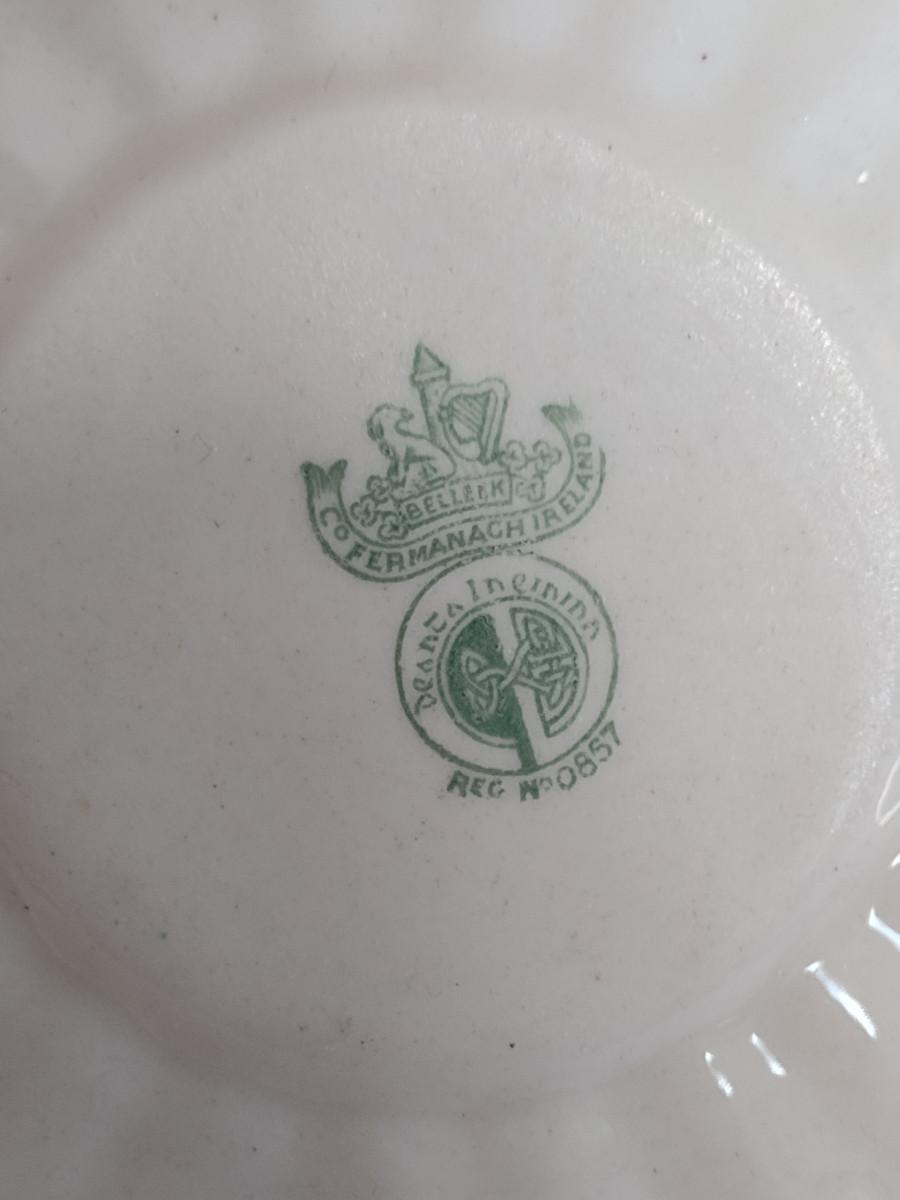 BELLEEK
CO FERMANACH IRELAND
Deanta In Eirinn
REG No 0857